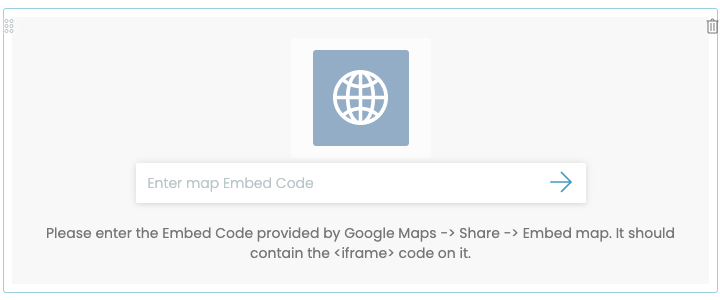 Enter map Embed Code
Please enter the Embed Code provided by Google Maps -> Share -> Embed map. It should
contain the <iframe> code on it.